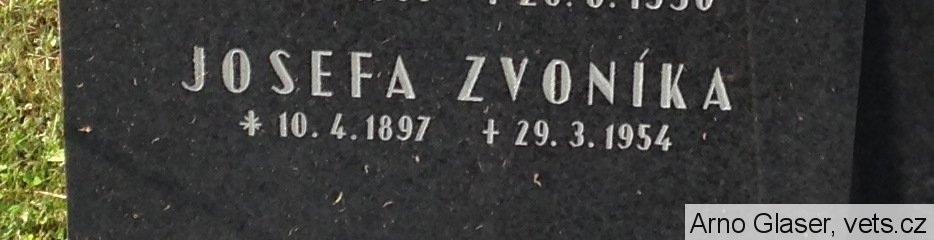 JOSEFA ZVONÍKA
* 10. 4. 1897 + 29. 3. 1954
Arno Glaser, vets.cz